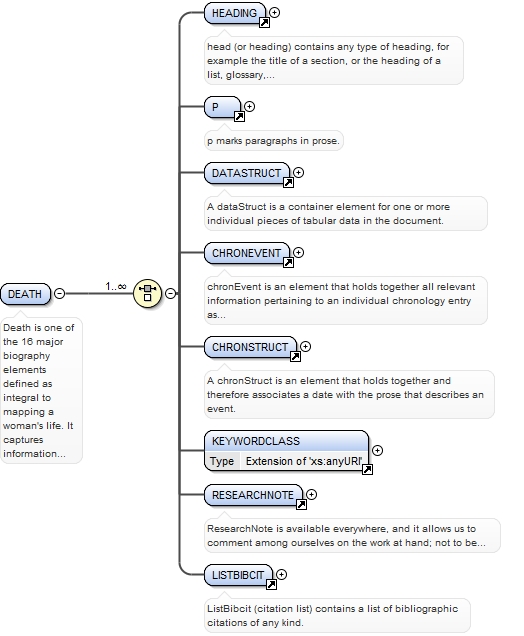 HEADING
head (or heading) contains any type of heading, for
example the title of a section, or the heading of a
list, glossary,...
P
p marks paragraphs in prose.
DATASTRUCT
A dataStruct is a container element for one or more
individual pieces of tabular data in the document.
CHRONEVENT
chronEvent is an element that holds together all relevant
information pertaining to an individual chronology entry
as...
DEATH
1..∞
Death is one of
the 16 major
biography
elements
defined as
integral to
mapping a
woman's life. It
captures
information...
CHRONSTRUCT
A chronStruct is an element that holds together and
therefore associates a date with the prose that describes an
event.
KEYWORDCLASS
Type Extension of 'xs:anyURI'
RESEARCHNOTE
ResearchNote is available everywhere, and it allows us to
comment among ourselves on the work at hand; not to be...
LISTBIBCIT
ListBibcit (citation list) contains a list of bibliographic
citations of any kind.